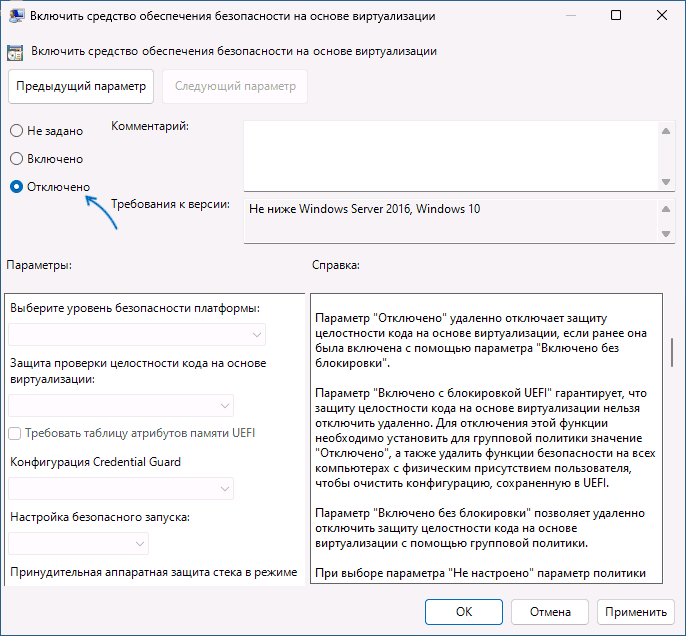 Включить средство обеспечения безопасности на основе виртуализации
Включить средство обеспечения безопасности на основе виртуализации
Предыдущий параметр
Следующий параметр
Не задано
Включено
Отключено
Комментарий:
Требования к версии:
Не ниже Windows Server 2016, Windows 10
Параметры:
Справка:
Выберите уровень безопасности платформы:
Защита проверки целостности кода на основе
виртуализации:
Требовать таблицу атрибутов памяти UEFI
Конфигурация Credential Guard
Настройка безопасного запуска:
Принудительная аппаратная защита стека в режиме
Параметр "Отключено" удаленно отключает защиту
целостности кода на основе виртуализации, если ранее она
была включена с помощью параметра "Включено без
блокировки".
Параметр "Включено с блокировкой UEFI" гарантирует, что
защиту целостности кода на основе виртуализации нельзя
отключить удаленно. Для отключения этой функции
необходимо установить для групповой политики значение
"Отключено", а также удалить функции безопасности на всех
компьютерах с физическим присутствием пользователя,
чтобы очистить конфигурацию, сохраненную в UEFI.
Параметр "Включено без блокировки" позволяет удаленно
отключить защиту целостности кода на основе
виртуализации с помощью групповой политики.
При выборе параметра "Не настроено" параметр политики
ОК
Отмена
Применить